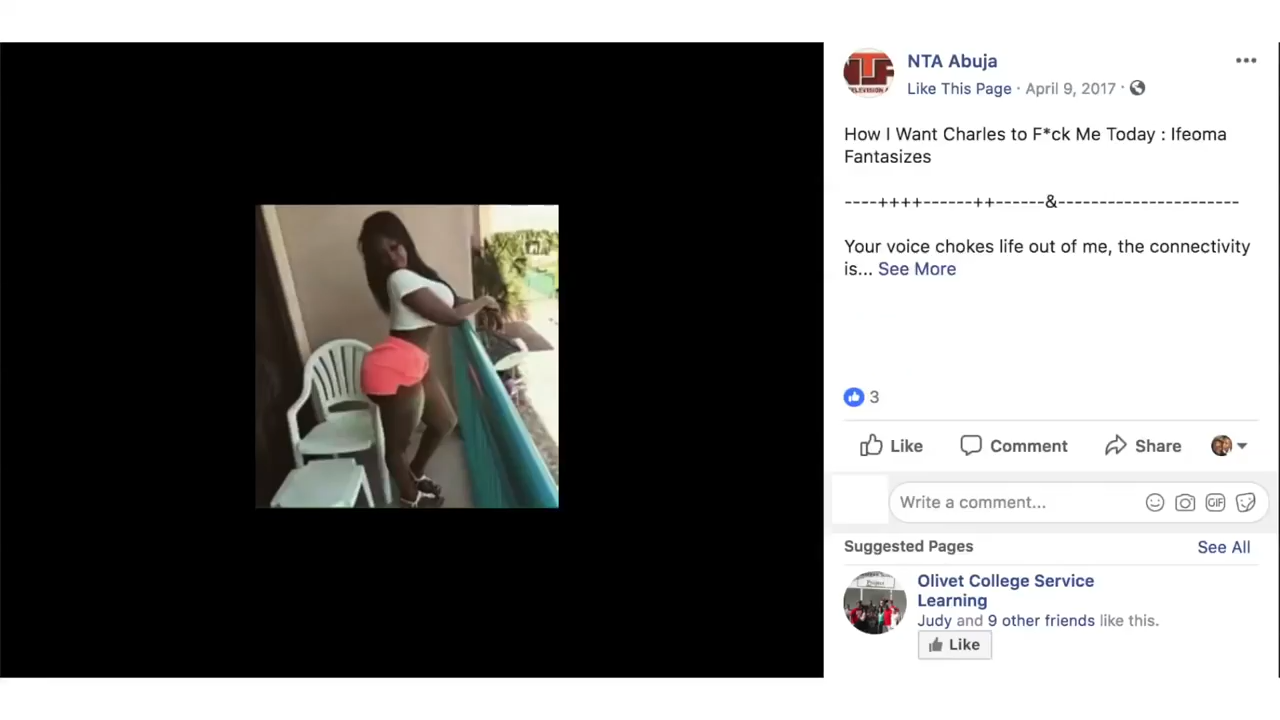 NTA Abuja
Like This Page · April 9, 2017 ·
How I Want Charles to F*ck Me Today : Ifeoma
Fantasizes
----++++------++------&----------------------
Your voice chokes life out of me, the connectivity
is... See More
3
Like Comment Share
Write a comment...
GIF
Suggested Pages See All
Olivet College Service
Learning
Judy and 9 other friends like this.
Like